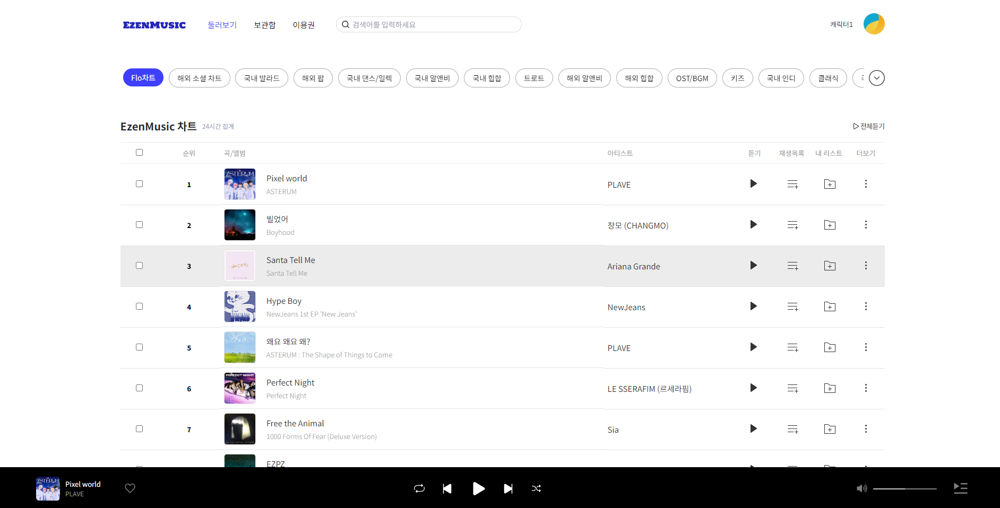 EZENMUSIC 둘러보기 보관함 이용권 검색어를 입력하세요 캐릭터1
Flo차트 해외 소셜 차트 국내 발라드 해외 팝 국내 댄스/일렉 국내 알앤비 국내 힙합 트로트 해외 알앤비 해외 힙합 OST/BGM 키즈 국내 인디 클래식
EzenMusic 차트 24시간 집계 전체듣기
순위 곡/앨범 아티스트 듣기 재생목록 내 리스트 더보기
1 Pixel world PLAVE
ASTERUM
2 빌었어 창모 (CHANGMO)
Boyhood
3 Santa Tell Me Ariana Grande
Santa Tell Me
4 Hype Boy NewJeans
NewJeans 1st EP 'New Jeans'
5 왜요 왜요 왜? PLAVE
ASTERUM : The Shape of Things to Come
PERFECT NIGHT
6 Perfect Night LE SSERAFIM (르세라핌)
Perfect Night
7 Free the Animal Sia
1000 Forms Of Fear (Deluxe Version)
EZPZ
Pixel world
PLAVE